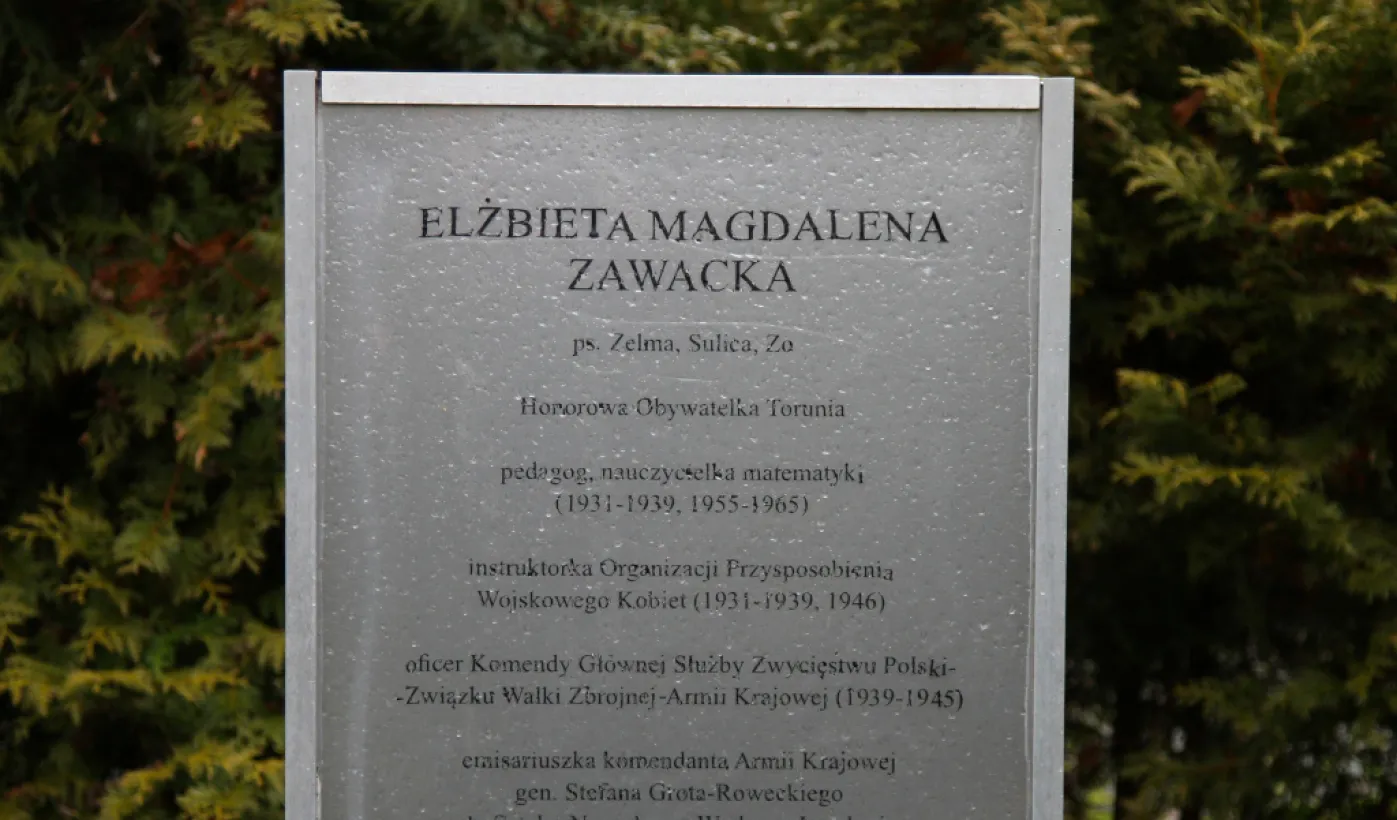 ELŻBIETA MAGDALENA
ZAWACKA
ps. Zelma, Sulica, Zo
Honorowa Obywatelka Torunia
pedagog, nauczycielka matematyki
(1931-1939, 1955-1965)
instruktorka Organizacji Przysposobienia
Wojskowego Kobiet (1931-1939, 1946)
oficer Komendy Głównej Służby Zwycięstwu Polski-
-Związku Walki Zbrojnej-Armii Krajowej (1939-1945)
emisariuszka komendanta Armii Krajowej
gen. Stefana Grota-Roweckiego